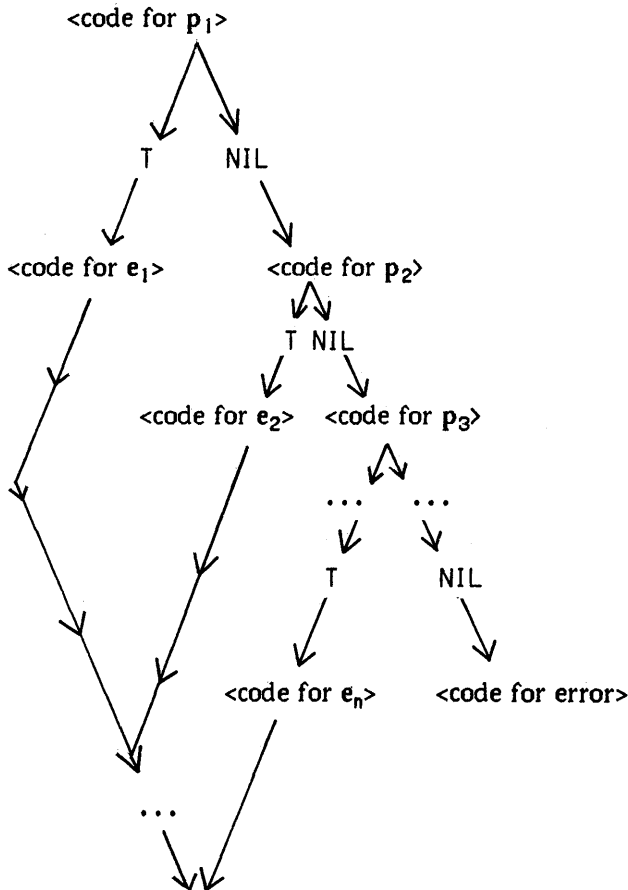 <code for p₁>
T NIL
<code for e₁> <code for p₂>
T NIL
<code for e₂> <code for p₃>
... ...
T NIL
<code for eₙ> <code for error>
...